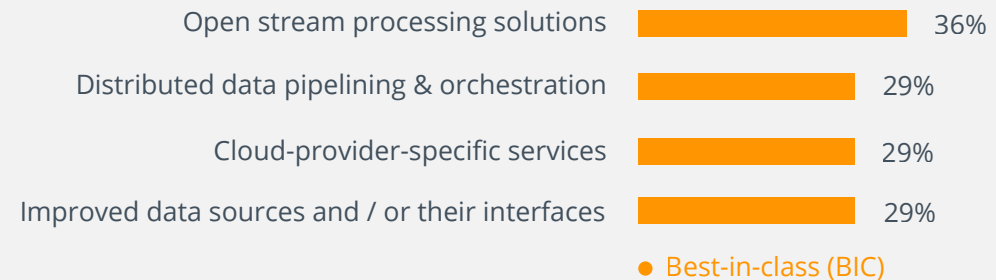 Open stream processing solutions 36%
Distributed data pipelining & orchestration 29%
Cloud-provider-specific services 29%
Improved data sources and / or their interfaces 29%
Best-in-class (BIC)